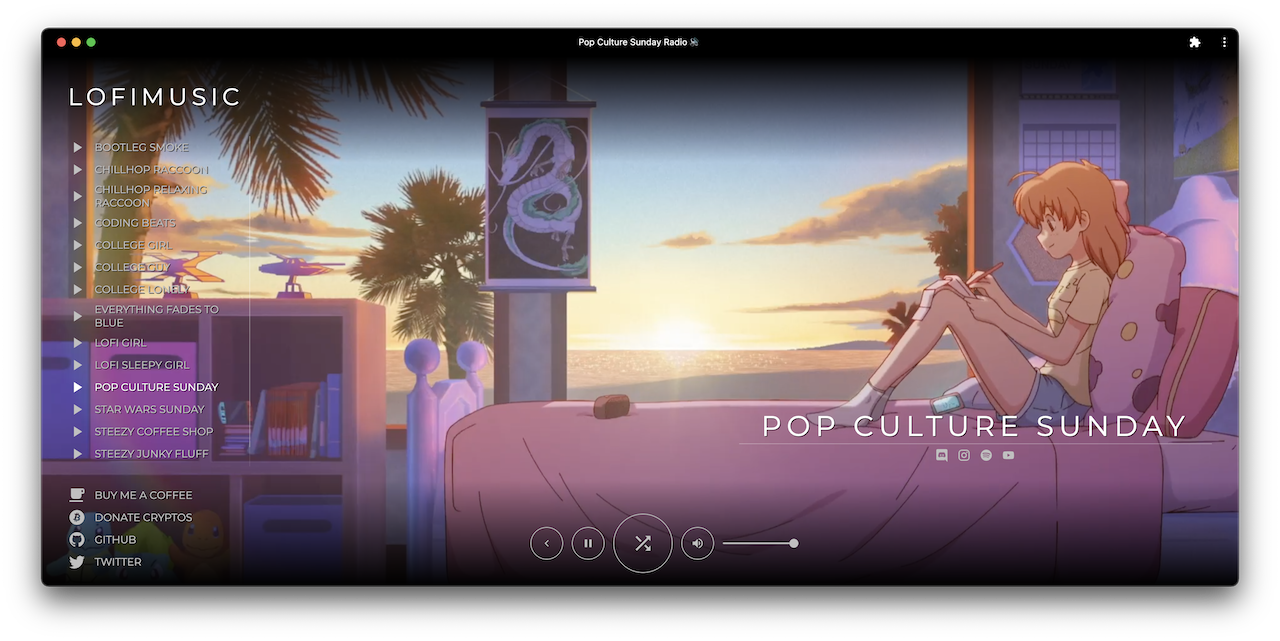 Pop Culture Sunday Radio
LOFIMUSIC
BOOTLEG SMOKE
CHILLHOP RACCOON
CHILLHOP RELAXING
RACCOON
CODING BEATS
COLLEGE GIRL
COLLEGE GUY
COLLEGE LONELY
EVERYTHING FADES TO
BLUE
LOFI GIRL
LOFI SLEEPY GIRL
POP CULTURE SUNDAY
STAR WARS SUNDAY
STEEZY COFFEE SHOP
STEEZY JUNKY FLUFF
BUY ME A COFFEE
DONATE CRYPTOS
GITHUB
TWITTER
POP CULTURE SUNDAY